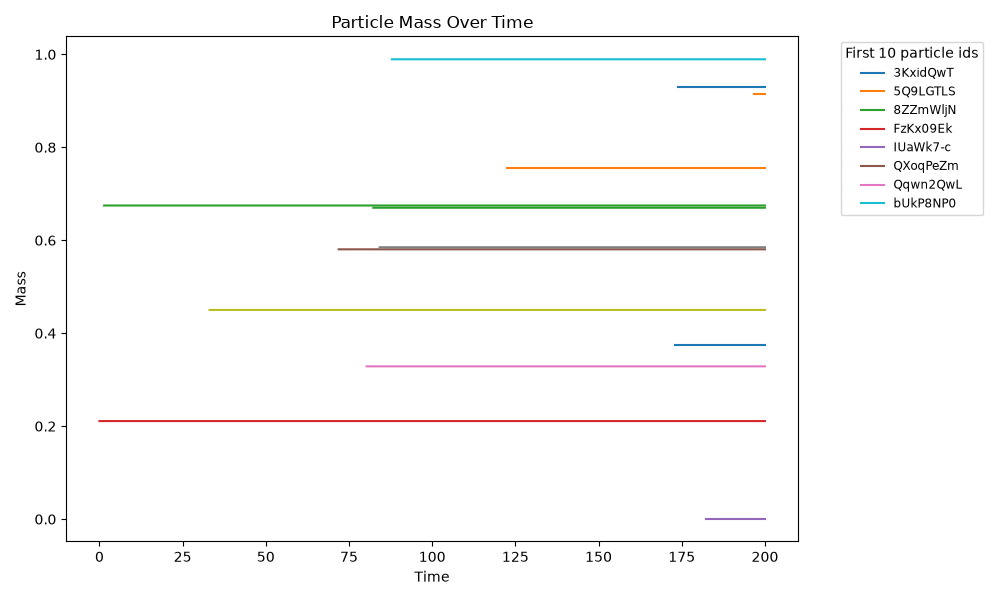 Particle Mass Over Time
First 10 particle ids
3KxidQwT
5Q9LGTLS
8ZZmWljN
FzKx09Ek
IUaWk7-c
QXoqPeZm
Qqwn2QwL
bUkP8NP0
Mass
1.0
0.8
0.6
0.4
0.2
0.0
0
25
50
75
100
125
150
175
200
Time